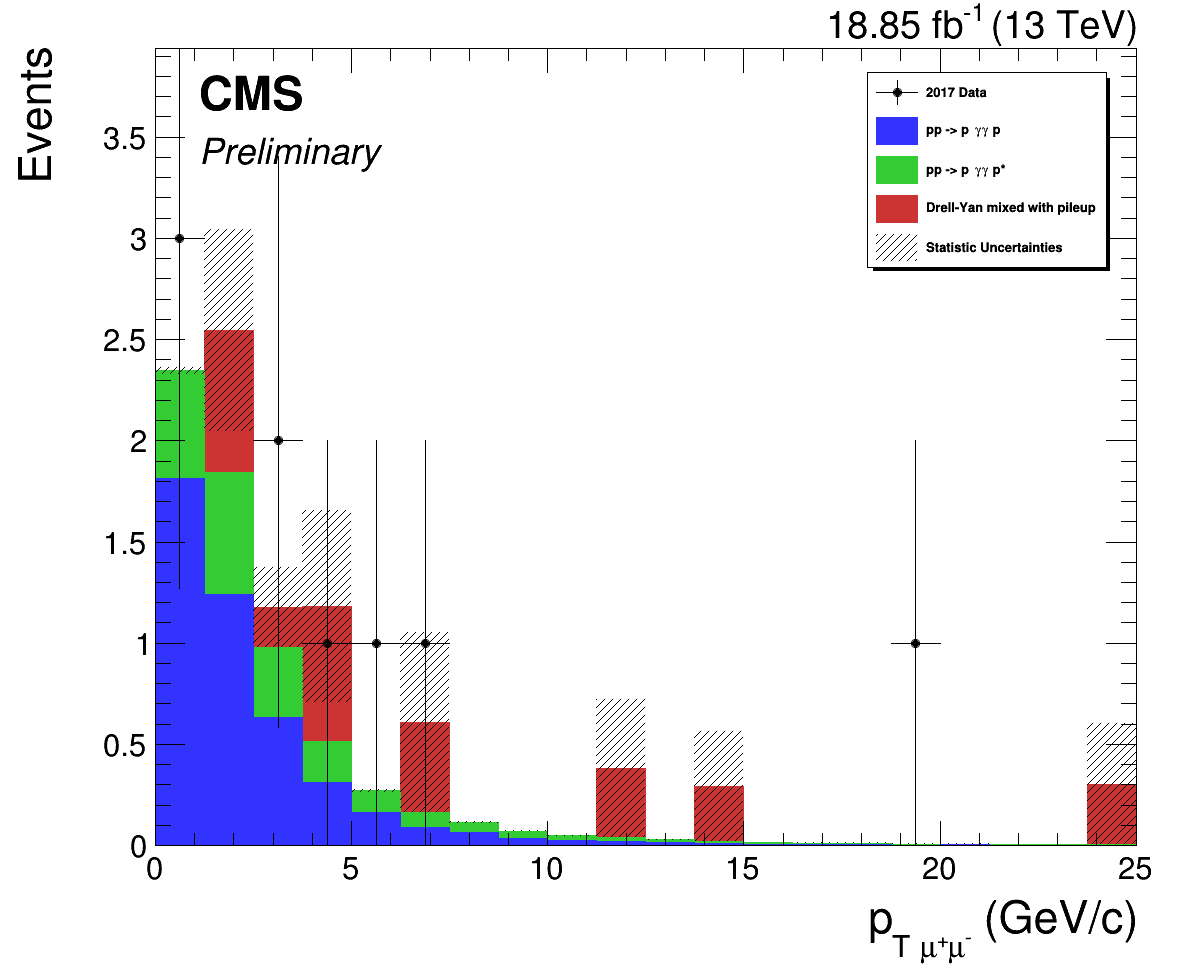 18.85 fb-1 (13 TeV)
Events
CMS
Preliminary
2017 Data
pp -> p γγ p
pp -> p γγ p*
Drell-Yan mixed with pileup
Statistic Uncertainties
3.5
3
2.5
2
1.5
1
0.5
0
0 5 10 15 20 25
pT μ+μ- (GeV/c)